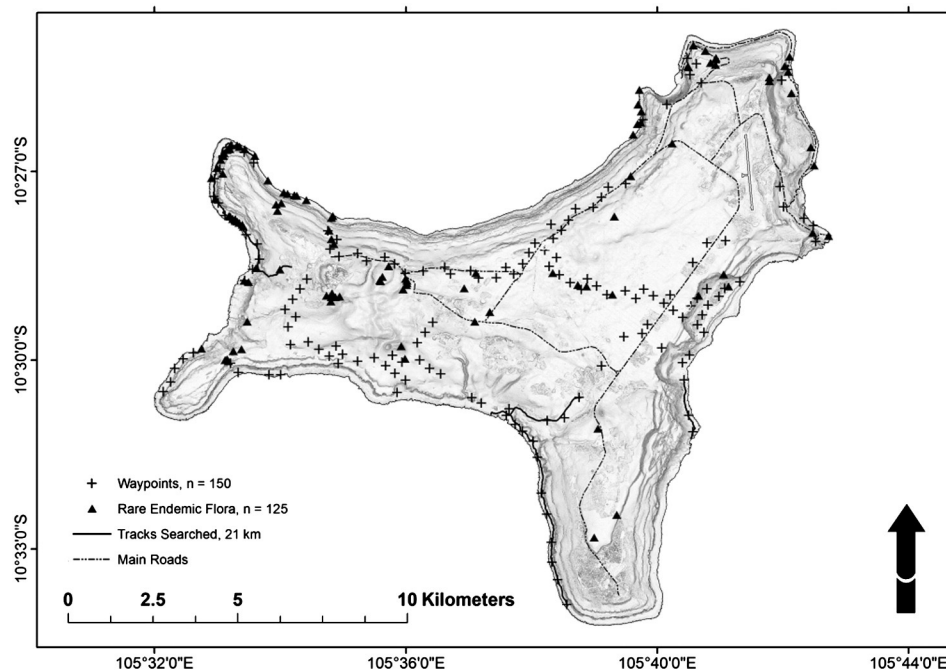 10°27'0"S
10°30'0"S
10°33'0"S
Waypoints, n = 150
Rare Endemic Flora, n = 125
Tracks Searched, 21 km
Main Roads
0 2.5 5 10 Kilometers
105°32'0"E 105°36'0"E 105°40'0"E 105°44'0"E